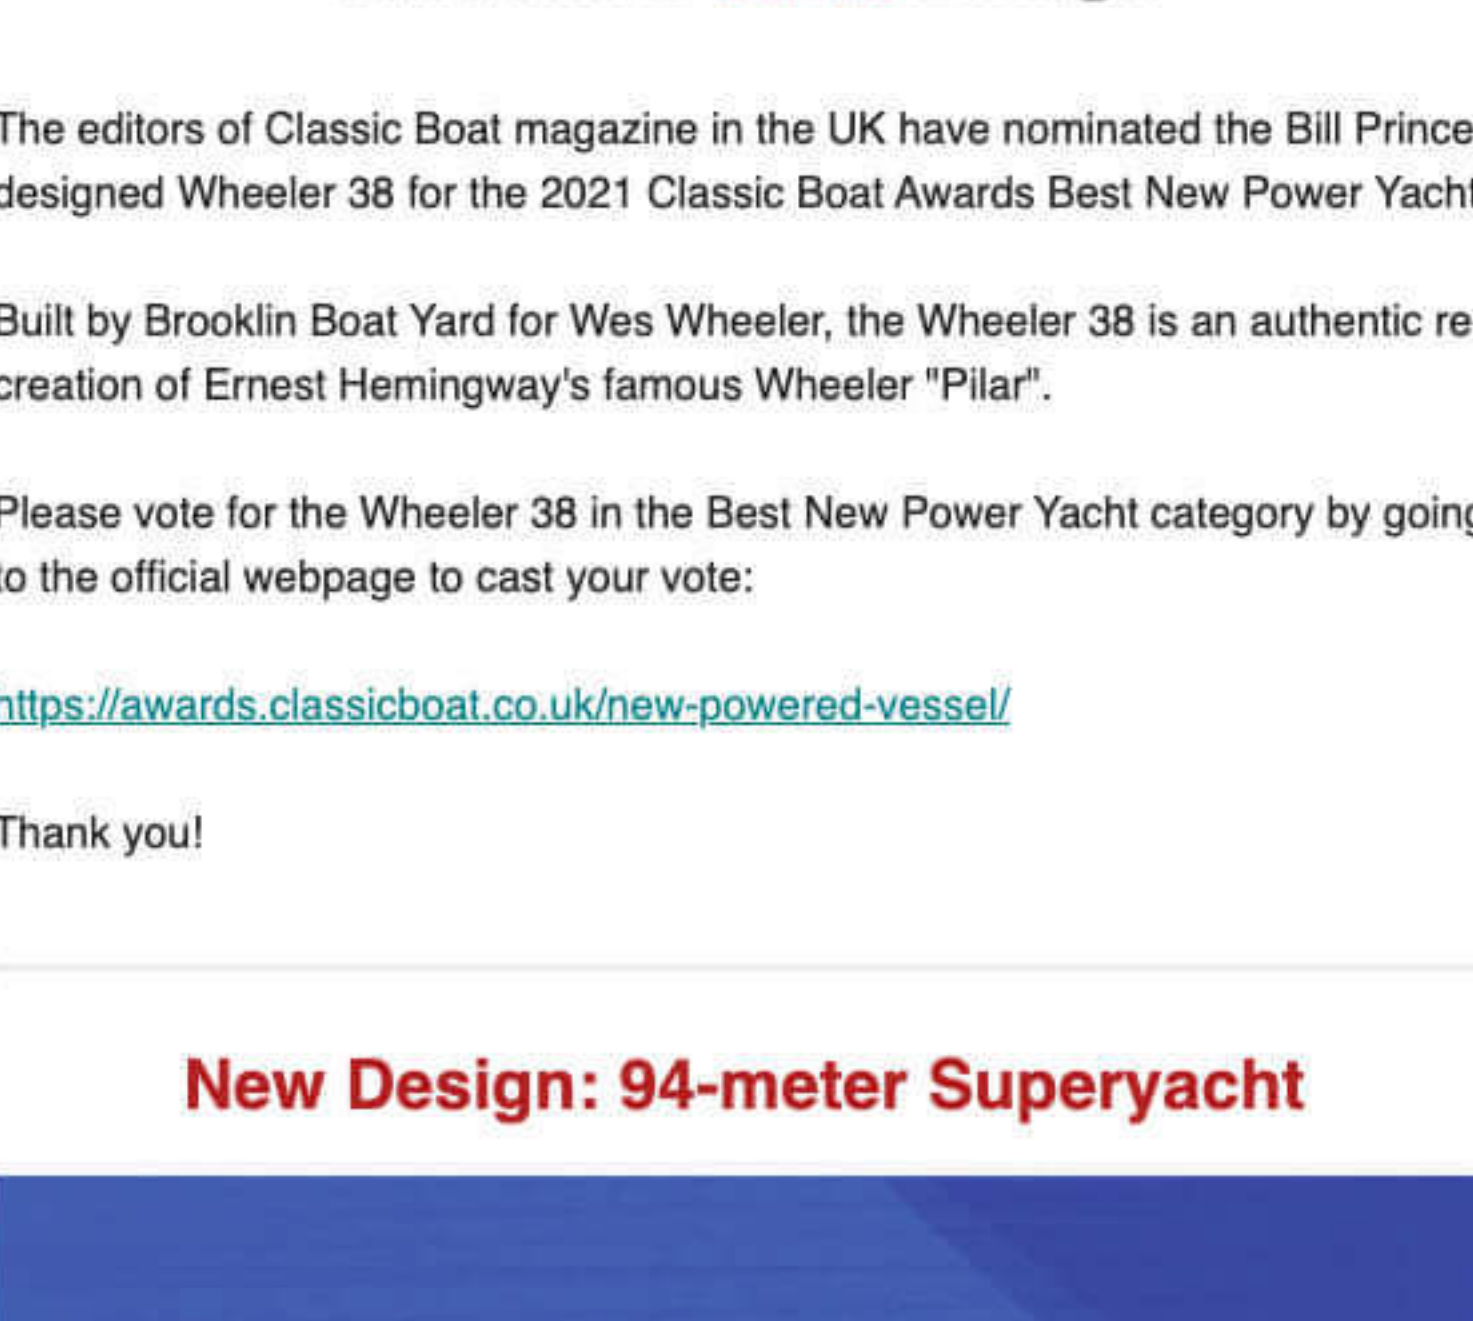 The editors of Classic Boat magazine in the UK have nominated the Bill Prince
designed Wheeler 38 for the 2021 Classic Boat Awards Best New Power Yacht
Built by Brooklin Boat Yard for Wes Wheeler, the Wheeler 38 is an authentic re
creation of Ernest Hemingway's famous Wheeler "Pilar".
Please vote for the Wheeler 38 in the Best New Power Yacht category by going
to the official webpage to cast your vote:
https://awards.classicboat.co.uk/new-powered-vessel/
Thank you!
New Design: 94-meter Superyacht